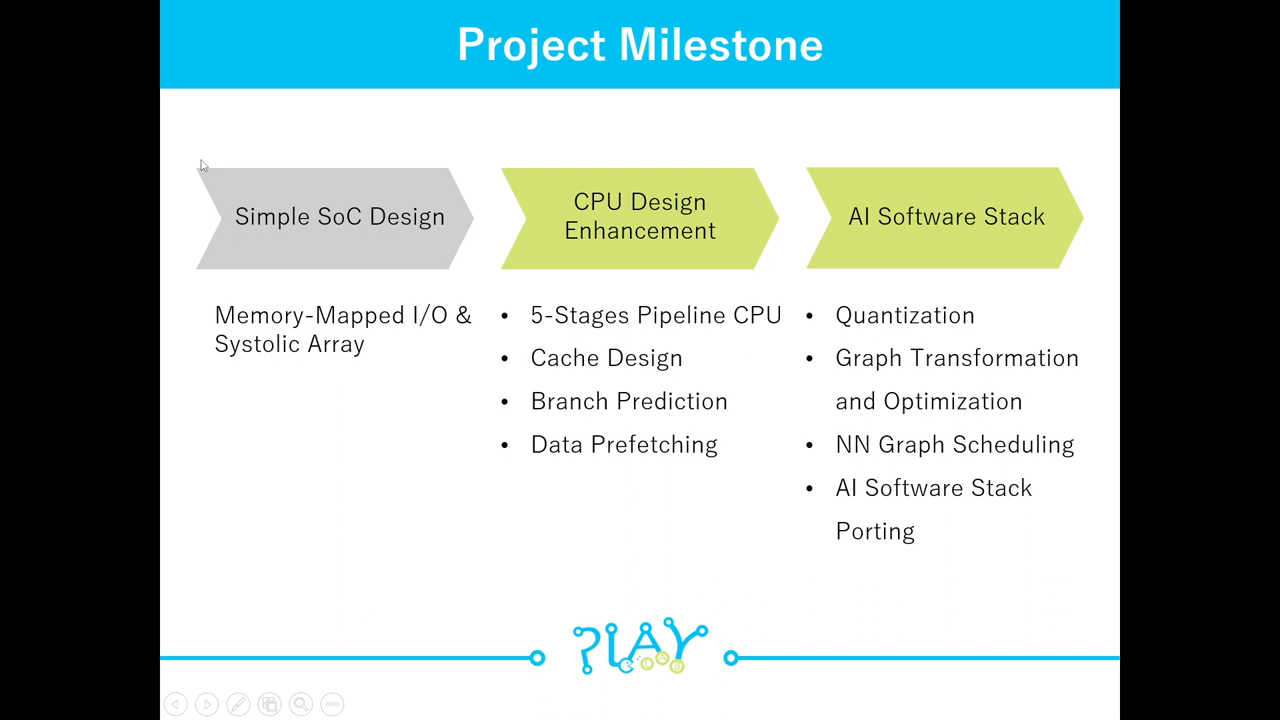 Project Milestone
Simple SoC Design
CPU Design
Enhancement
AI Software Stack
Memory-Mapped I/O &
Systolic Array
• 5-Stages Pipeline CPU
• Cache Design
• Branch Prediction
• Data Prefetching
• Quantization
• Graph Transformation
and Optimization
• NN Graph Scheduling
• AI Software Stack
Porting
PLAY
LAB